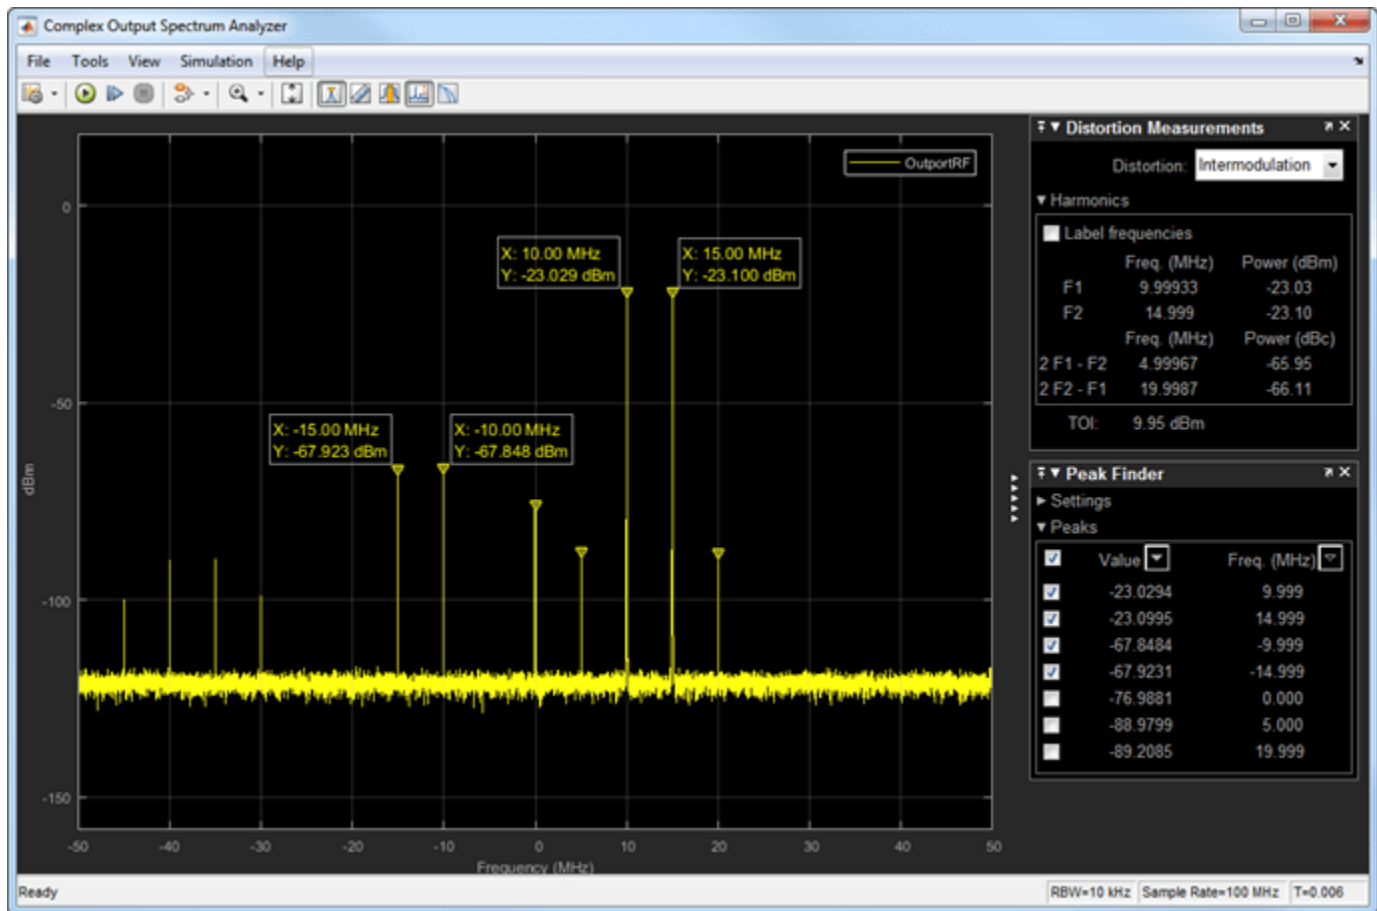 Complex Output Spectrum Analyzer
File Tools View Simulation Help
OutportRF
0
-50
-100
-150
dBm
X: 10.00 MHz
Y: -23.029 dBm
X: 15.00 MHz
Y: -23.100 dBm
X: -15.00 MHz
Y: -67.923 dBm
X: -10.00 MHz
Y: -67.848 dBm
-50 -40 -30 -20 -10 0 10 20 30 40 50
Frequency (MHz)
Distortion Measurements
Distortion: Intermodulation
Harmonics
Label frequencies
Freq. (MHz) Power (dBm)
F1 9.99933 -23.03
F2 14.999 -23.10
Freq. (MHz) Power (dBc)
2 F1 - F2 4.99967 -65.95
2 F2 - F1 19.9987 -66.11
TOI: 9.95 dBm
Peak Finder
Settings
Peaks
Value Freq. (MHz)
-23.0294 9.999
-23.0995 14.999
-67.8484 -9.999
-67.9231 -14.999
-76.9881 0.000
-88.9799 5.000
-89.2085 19.999
Ready
RBW=10 kHz Sample Rate=100 MHz T=0.006